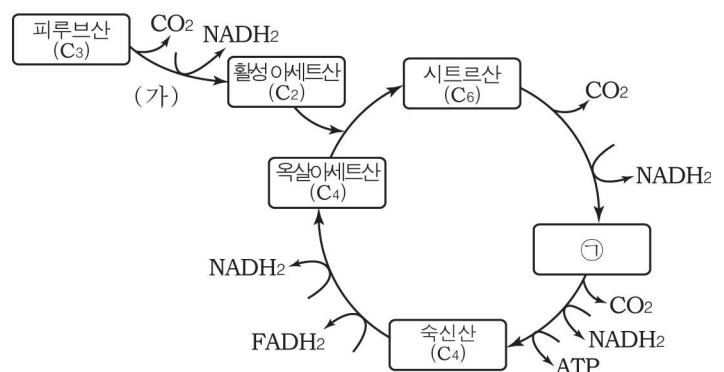 피루브산
(C₃)
CO₂
NADH₂
(가)
활성 아세트산
(C₂)
시트르산
(C₆)
CO₂
NADH₂
옥살아세트산
(C₄)
㉠
NADH₂
CO₂
NADH₂
숙신산
(C₄)
FADH₂
ATP